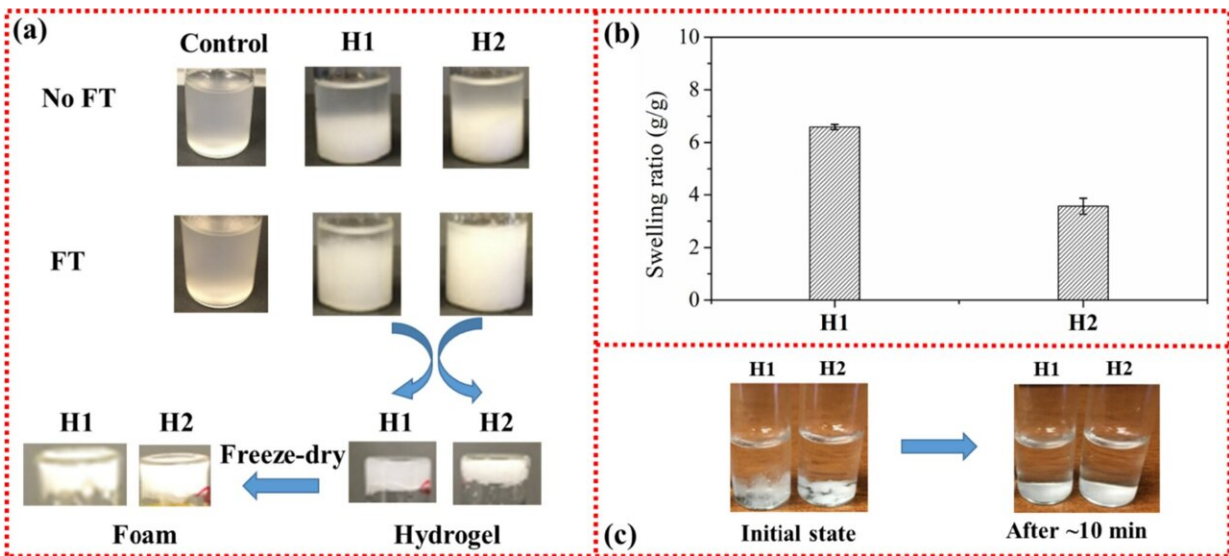 (a)
Control H1 H2
No FT
FT
H1 H2
H1 H2
Freeze-dry
Foam Hydrogel
(b)
Swelling ratio (g/g)
10
8
6
4
2
0
H1 H2
H1 H2 H1 H2
Initial state After ~10 min
(c)